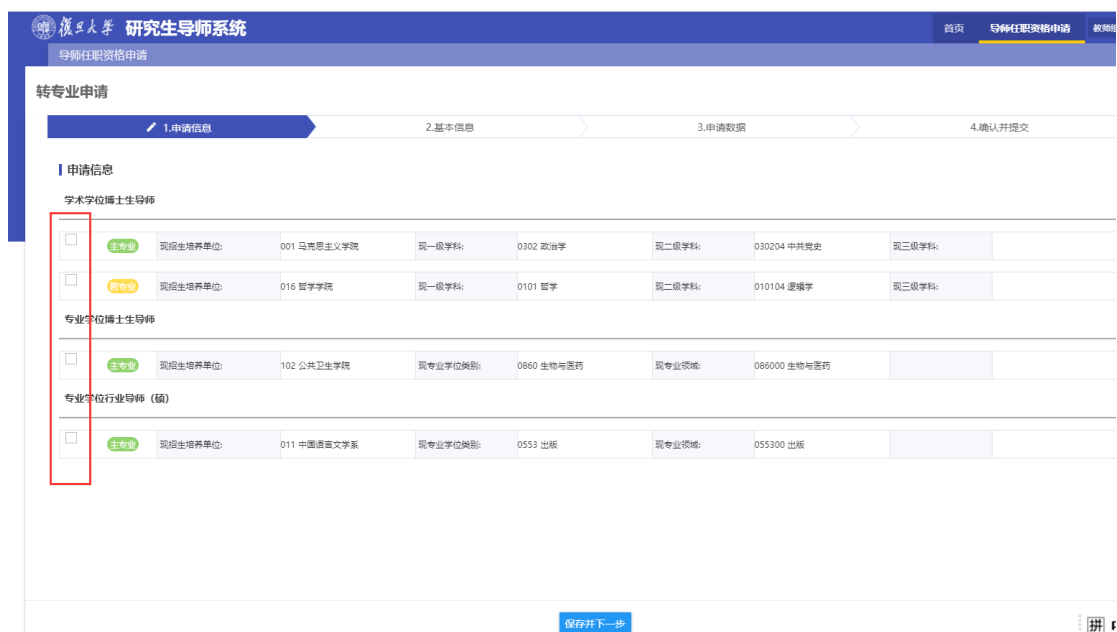 復旦大学 研究生导师系统 首页 导师任职资格申请
导师任职资格申请
转专业申请
1.申请信息 2.基本信息 3.申请数据 4.确认并提交
申请信息
学术学位博士生导师
主专业 现招生培养单位: 001 马克思主义学院 现一级学科: 0302 政治学 现二级学科: 030204 中共党史 现三级学科:
跨专业 现招生培养单位: 016 哲学学院 现一级学科: 0101 哲学 现二级学科: 010104 逻辑学 现三级学科:
专业学位博士生导师
主专业 现招生培养单位: 102 公共卫生学院 现专业学位类别: 0860 生物与医药 现专业领域: 086000 生物与医药
专业学位行业导师（硕）
主专业 现招生培养单位: 011 中国语言文学系 现专业学位类别: 0553 出版 现专业领域: 055300 出版
保存并下一步 拼